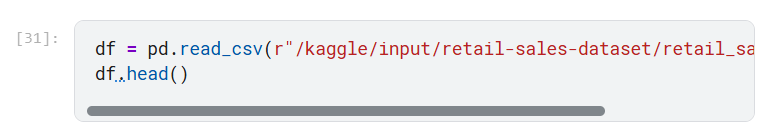 [31]:
df = pd.read_csv(r"/kaggle/input/retail-sales-dataset/retail_sa
df.head()